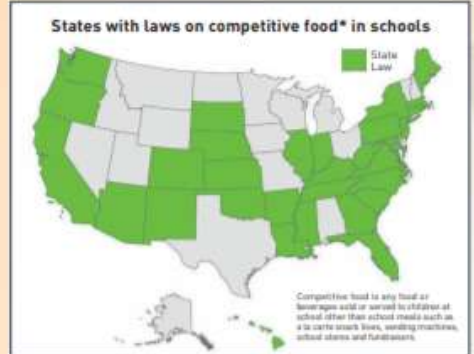 States with laws on competitive food* in schools
State
Law
Competitive food is any food or
beverages sold or served to children at
school other than school meals such as
a la carte snack lines, vending machines,
school stores and fundraisers.